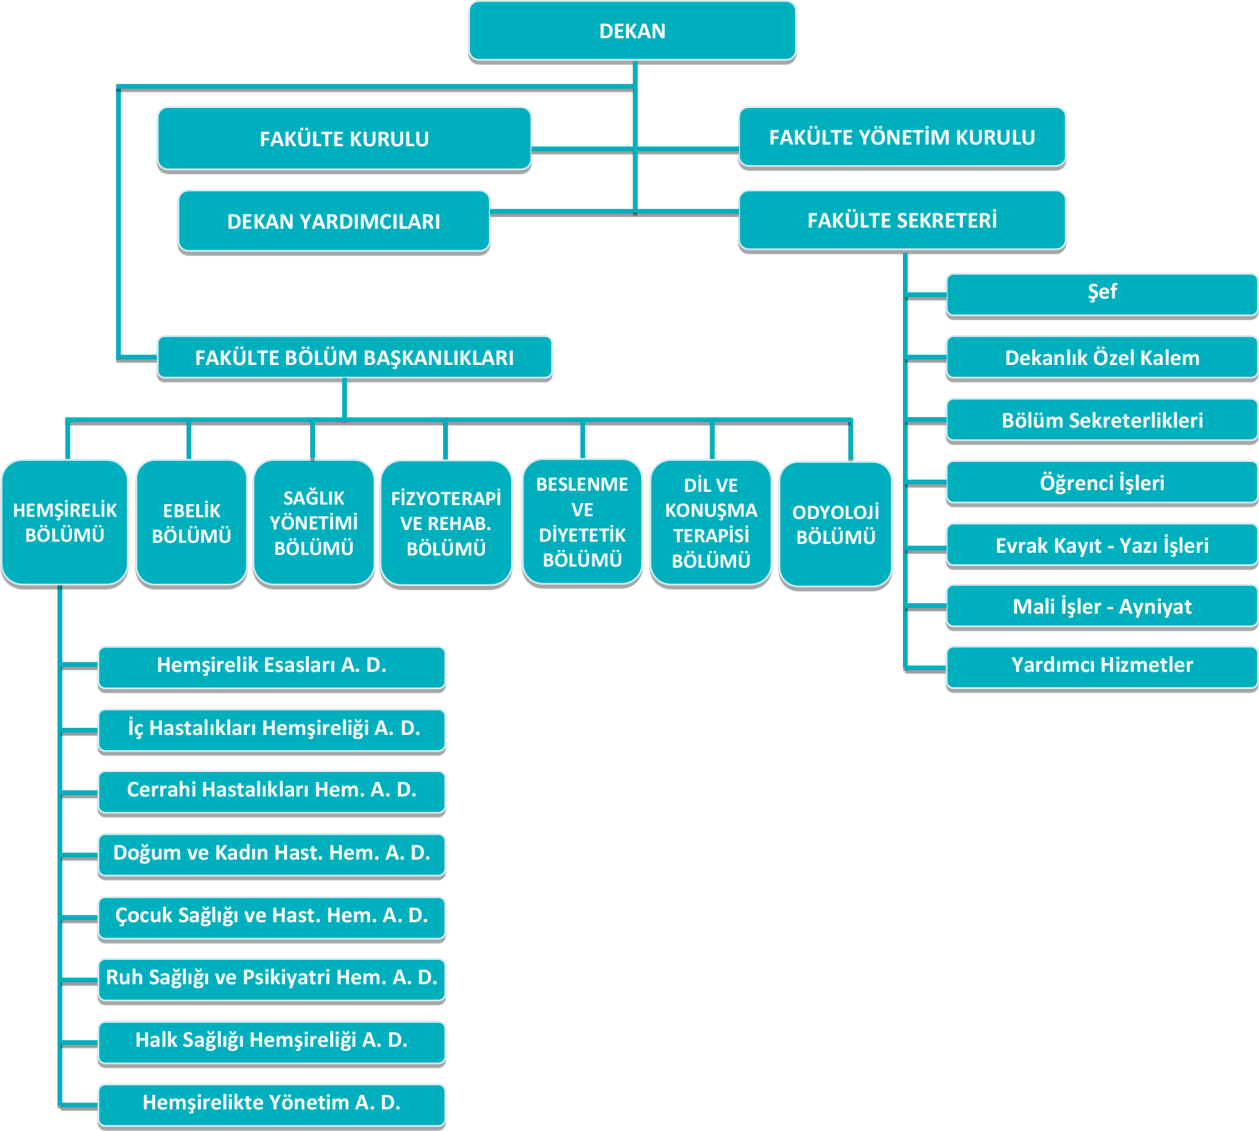 DEKAN
FAKÜLTE KURULU
FAKÜLTE YÖNETİM KURULU
DEKAN YARDIMCILARI
FAKÜLTE SEKRETERİ
Şef
Dekanlık Özel Kalem
Bölüm Sekreterlikleri
Öğrenci İşleri
Evrak Kayıt - Yazı İşleri
Mali İşler - Ayniyat
Yardımcı Hizmetler
FAKÜLTE BÖLÜM BAŞKANLIKLARI
HEMŞİRELİK
BÖLÜMÜ
EBELİK
BÖLÜMÜ
SAĞLIK
YÖNETİMİ
BÖLÜMÜ
FİZYOTERAPİ
VE REHAB.
BÖLÜMÜ
BESLENME
VE
DİYETETİK
BÖLÜMÜ
DİL VE
KONUŞMA
TERAPİSİ
BÖLÜMÜ
ODYOLOJİ
BÖLÜMÜ
Hemşirelik Esasları A. D.
İç Hastalıkları Hemşireliği A. D.
Cerrahi Hastalıkları Hem. A. D.
Doğum ve Kadın Hast. Hem. A. D.
Çocuk Sağlığı ve Hast. Hem. A. D.
Ruh Sağlığı ve Psikiyatri Hem. A. D.
Halk Sağlığı Hemşireliği A. D.
Hemşirelikte Yönetim A. D.